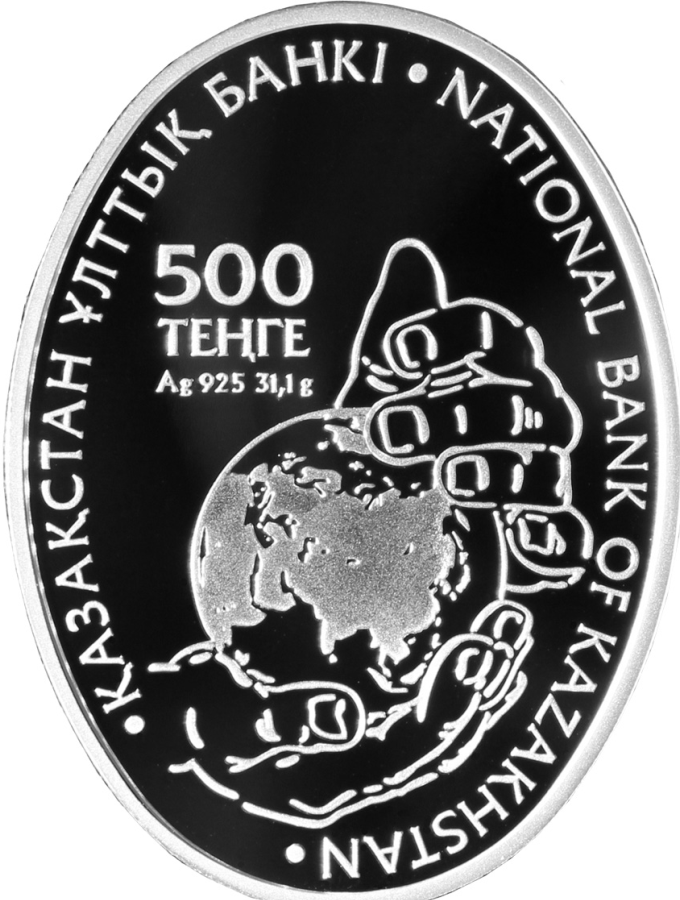 • ҚАЗАҚСТАН ҰЛТТЫҚ БАНКІ • NATIONAL BANK OF KAZAKHSTAN •
500
ТЕҢГЕ
Ag 925 31,1 g